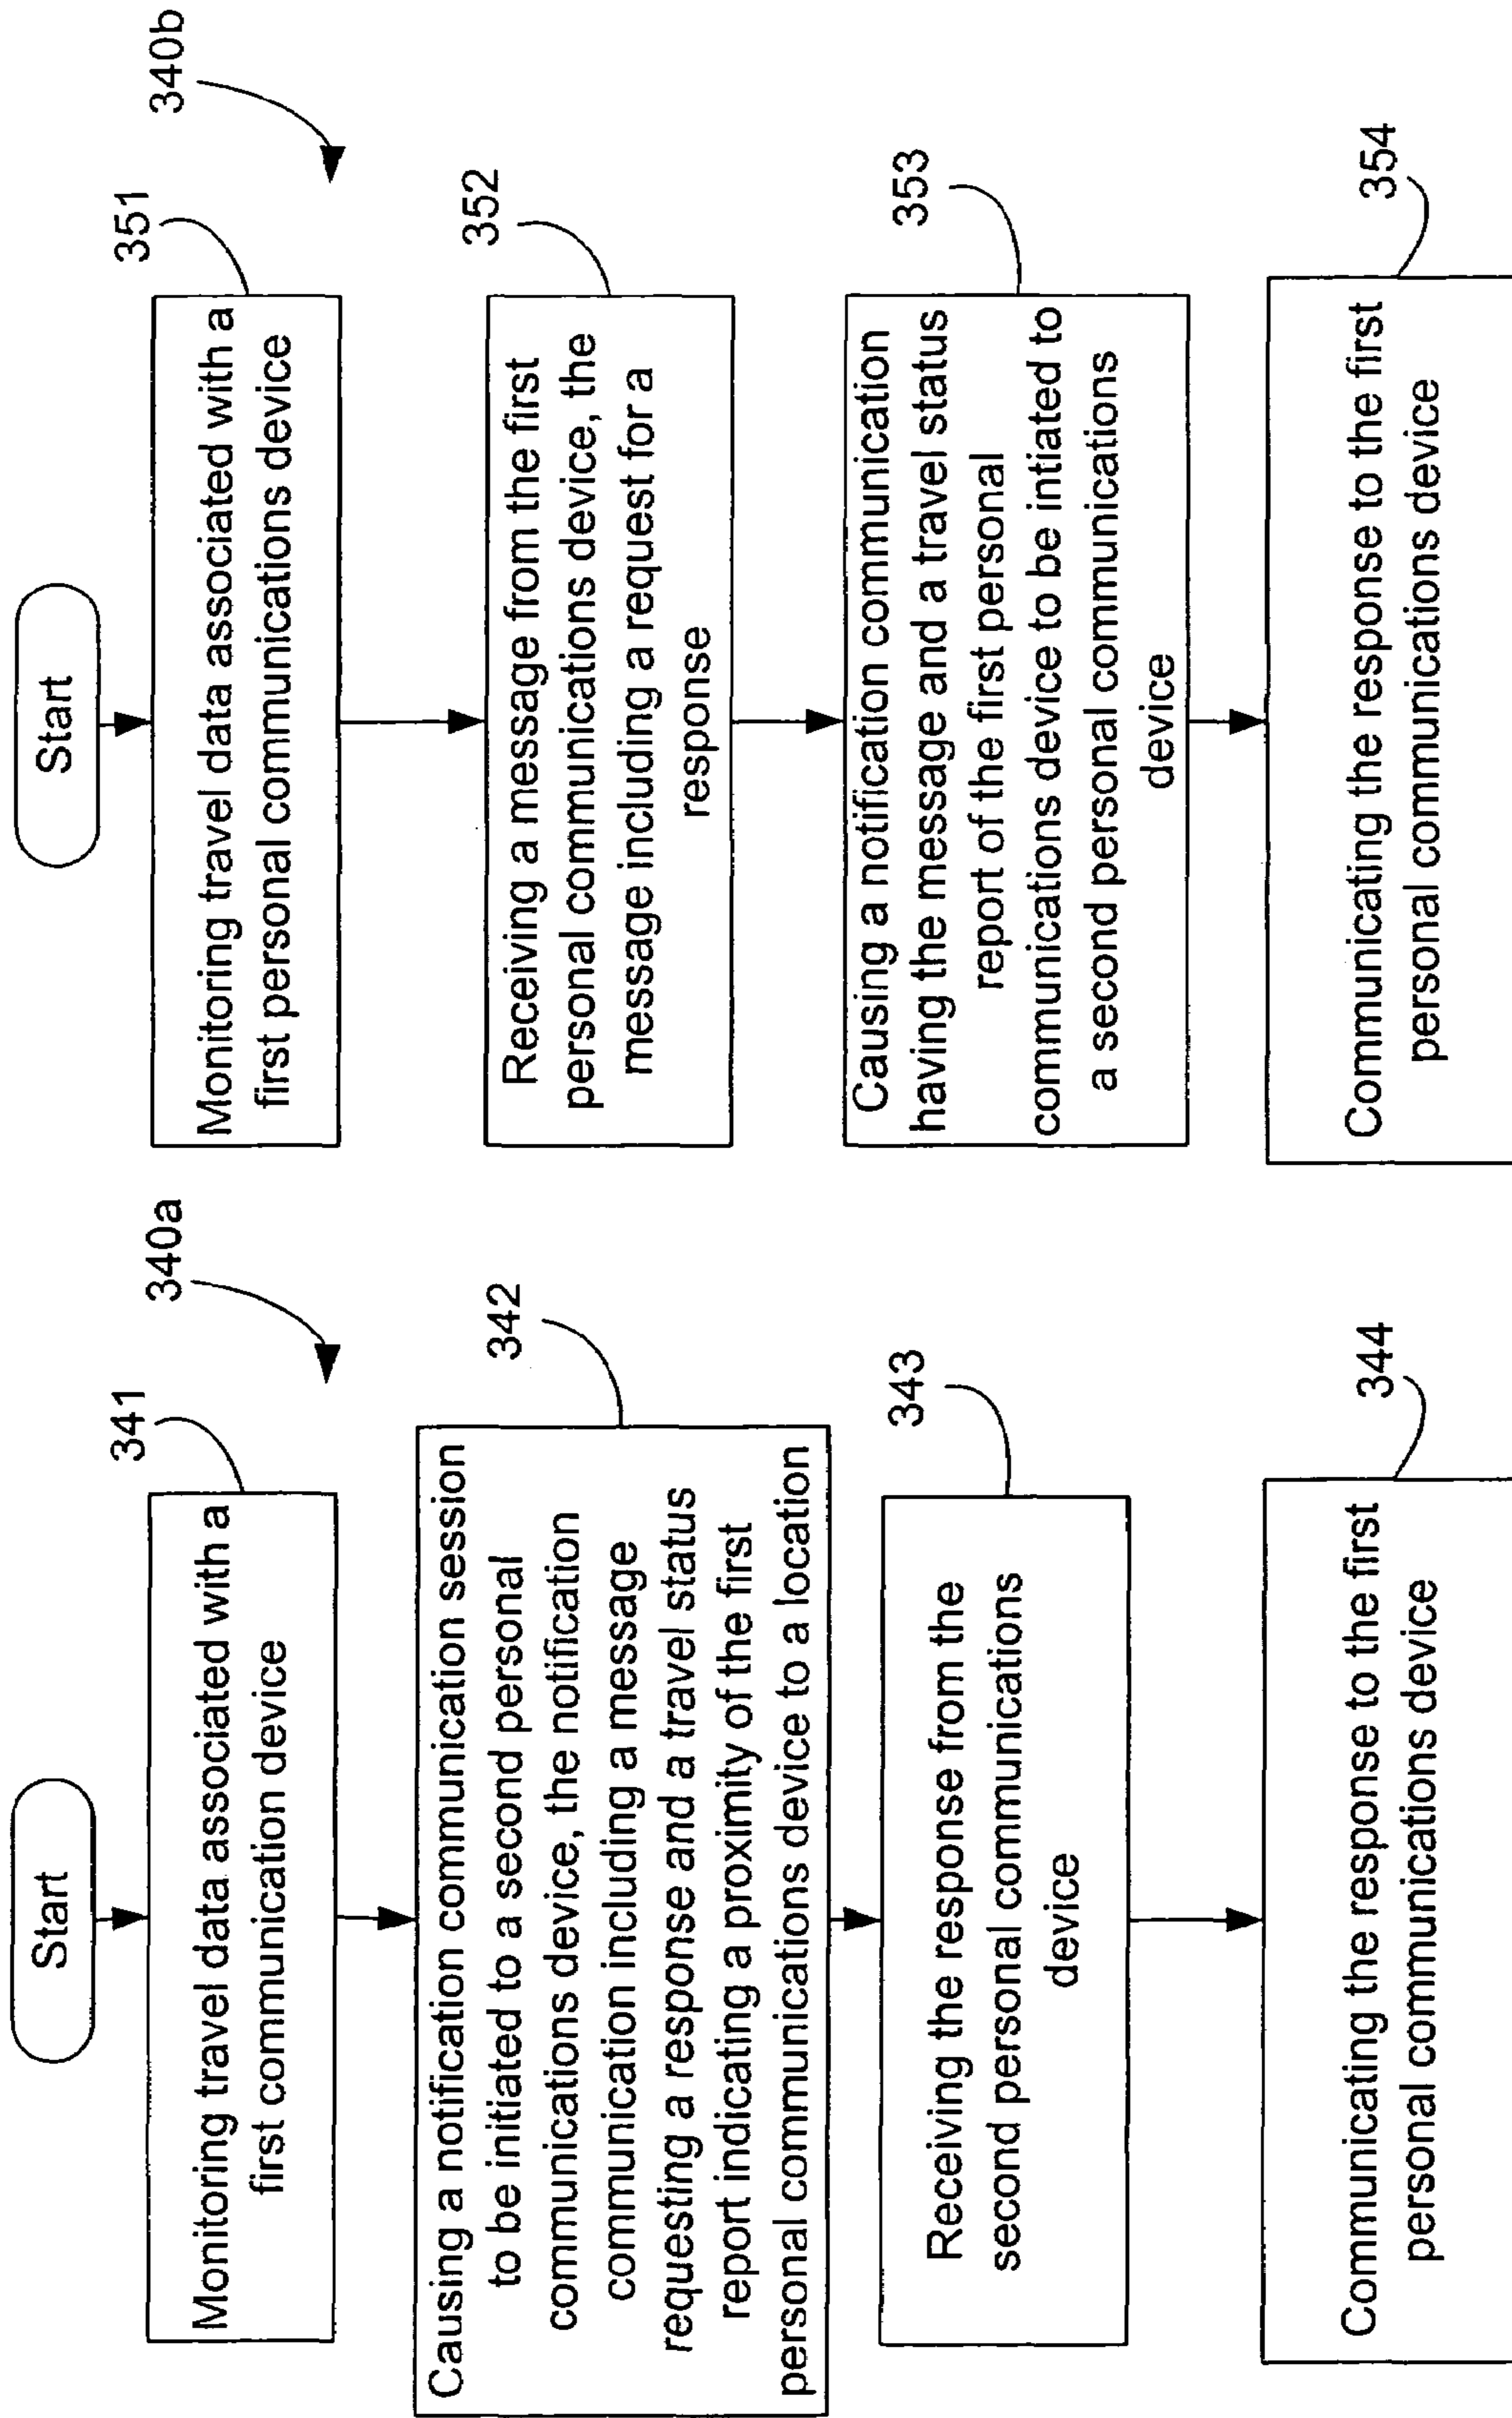 340a
Start
341
Monitoring travel data associated with a
first communication device
342
Causing a notification communication session
to be initiated to a second personal
communications device, the notification
communication including a message
requesting a response and a travel status
report indicating a proximity of the first
personal communications device to a location
343
Receiving the response from the
second personal communications
device
344
Communicating the response to the first
personal communications device
340b
Start
351
Monitoring travel data associated with a
first personal communications device
352
Receiving a message from the first
personal communications device, the
message including a request for a
response
353
Causing a notification communication
having the message and a travel status
report of the first personal
communications device to be intiated to
a second personal communications
device
354
Communicating the response to the first
personal communications device